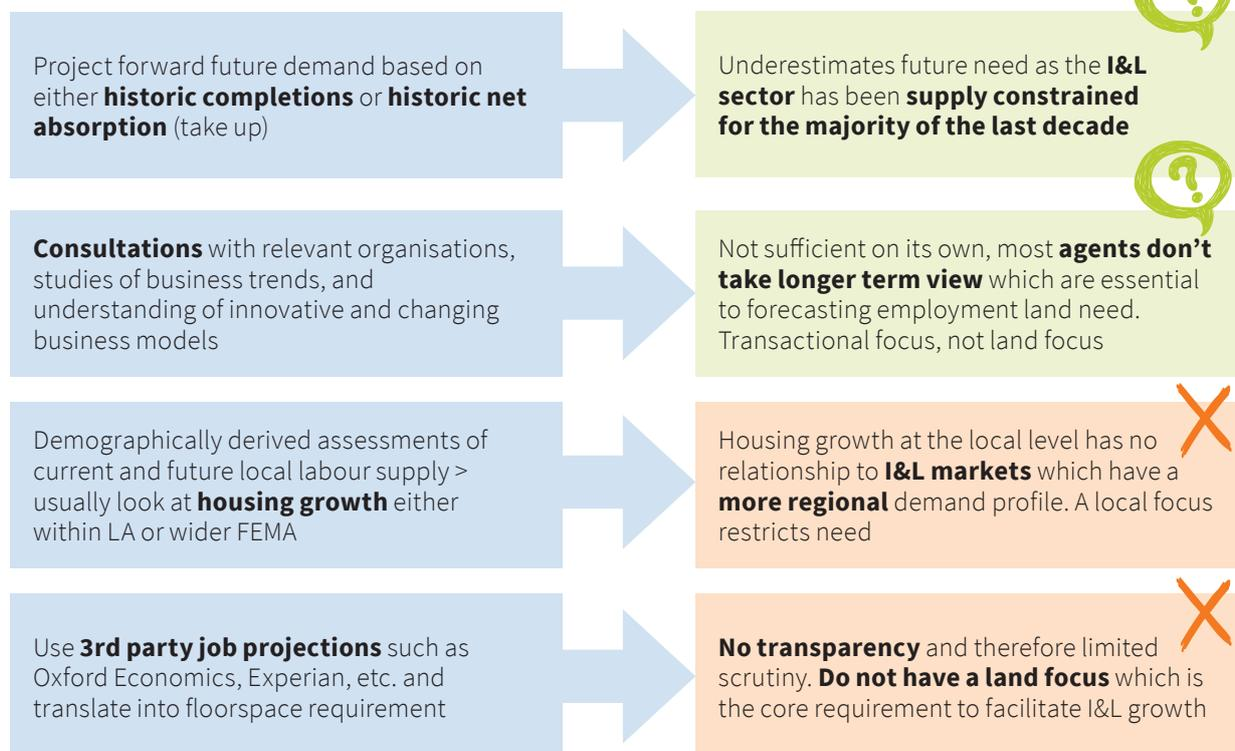 Project forward future demand based on
either historic completions or historic net
absorption (take up)
Underestimates future need as the I&L
sector has been supply constrained
for the majority of the last decade
Consultations with relevant organisations,
studies of business trends, and
understanding of innovative and changing
business models
Not sufficient on its own, most agents don’t
take longer term view which are essential
to forecasting employment land need.
Transactional focus, not land focus
Demographically derived assessments of
current and future local labour supply >
usually look at housing growth either
within LA or wider FEMA
Housing growth at the local level has no
relationship to I&L markets which have a
more regional demand profile. A local focus
restricts need
Use 3rd party job projections such as
Oxford Economics, Experian, etc. and
translate into floorspace requirement
No transparency and therefore limited
scrutiny. Do not have a land focus which is
the core requirement to facilitate I&L growth